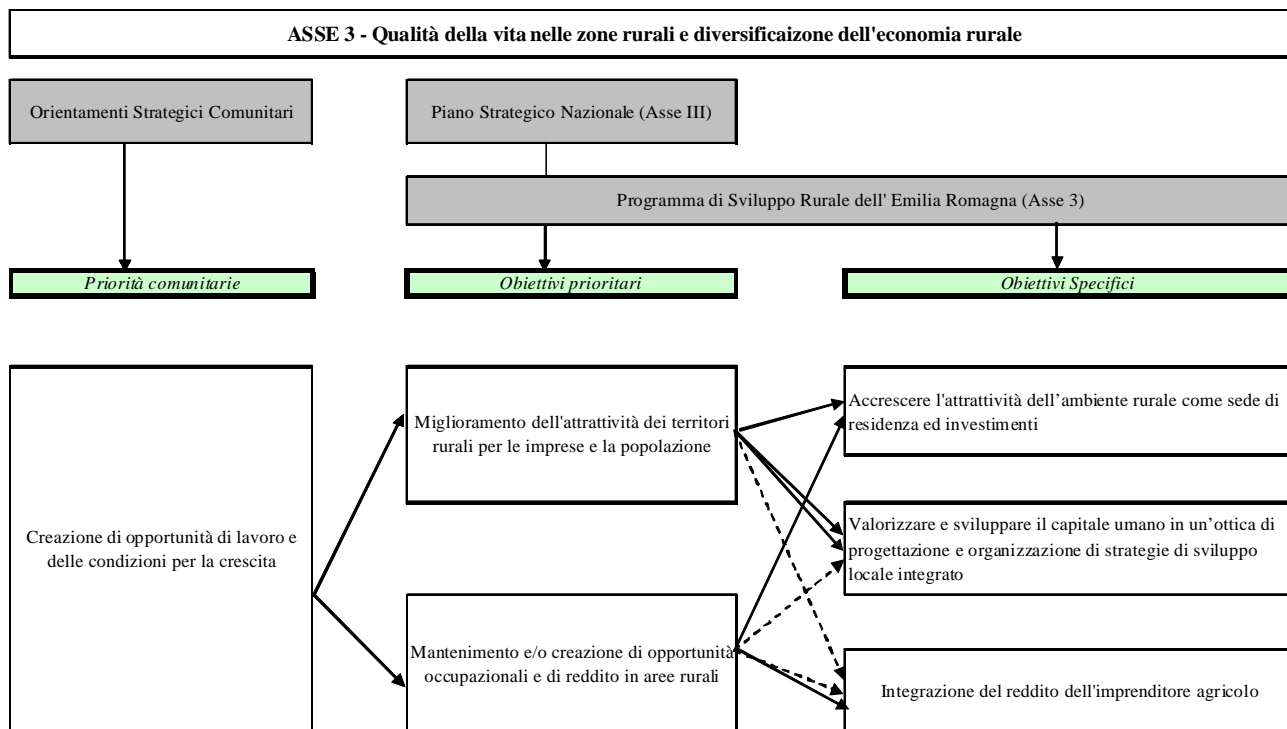 ASSE 3 - Qualità della vita nelle zone rurali e diversificaizone dell'economia rurale
Orientamenti Strategici Comunitari
Piano Strategico Nazionale (Asse III)
Programma di Sviluppo Rurale dell' Emilia Romagna (Asse 3)
Priorità comunitarie
Obiettivi prioritari
Obiettivi Specifici
Creazione di opportunità di lavoro e
delle condizioni per la crescita
Miglioramento dell'attrattività dei territori
rurali per le imprese e la popolazione
Mantenimento e/o creazione di opportunità
occupazionali e di reddito in aree rurali
Accrescere l'attrattività dell’ambiente rurale come sede di
residenza ed investimenti
Valorizzare e sviluppare il capitale umano in un’ottica di
progettazione e organizzazione di strategie di sviluppo
locale integrato
Integrazione del reddito dell'imprenditore agricolo